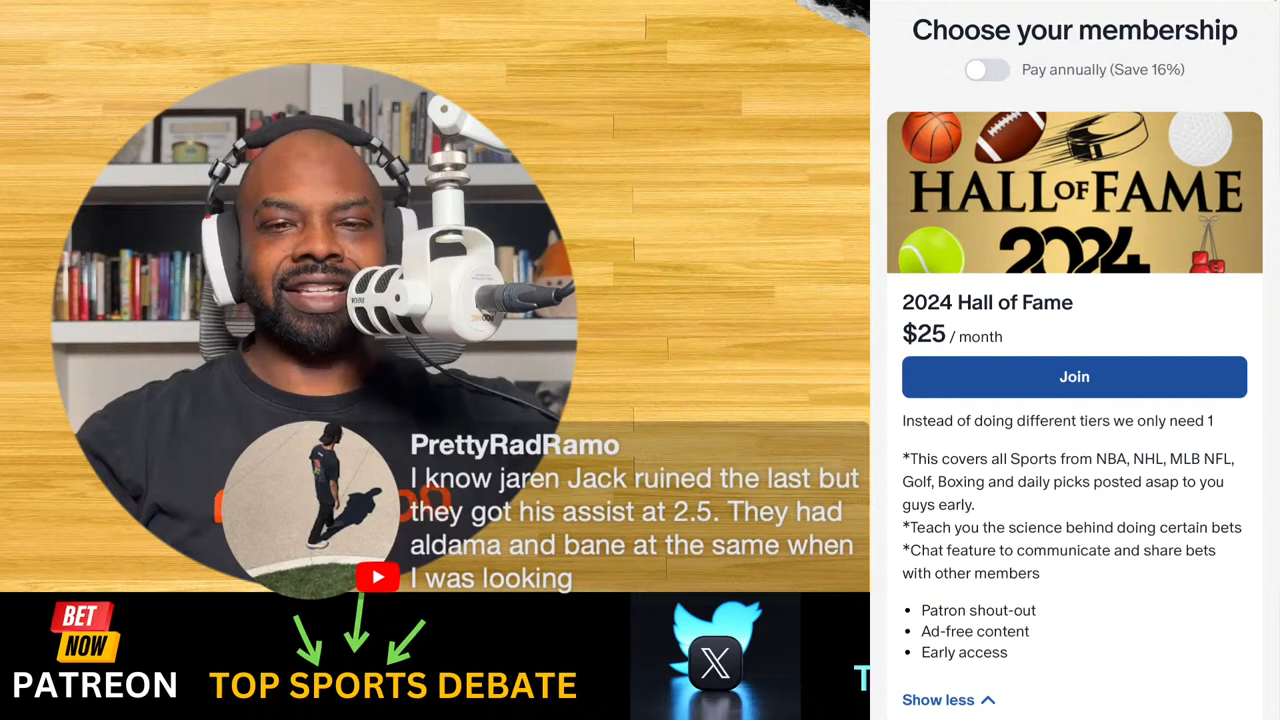 PrettyRadRamo
I know jaren Jack ruined the last but
they got his assist at 2.5. They had
aldama and bane at the same when
I was looking
BET
NOW
PATREON
TOP SPORTS DEBATE
X
Choose your membership
Pay annually (Save 16%)
HALL OF FAME
2024
2024 Hall of Fame
$25 / month
Join
Instead of doing different tiers we only need 1
*This covers all Sports from NBA, NHL, MLB NFL,
Golf, Boxing and daily picks posted asap to you
guys early.
*Teach you the science behind doing certain bets
*Chat feature to communicate and share bets
with other members
• Patron shout-out
• Ad-free content
• Early access
Show less